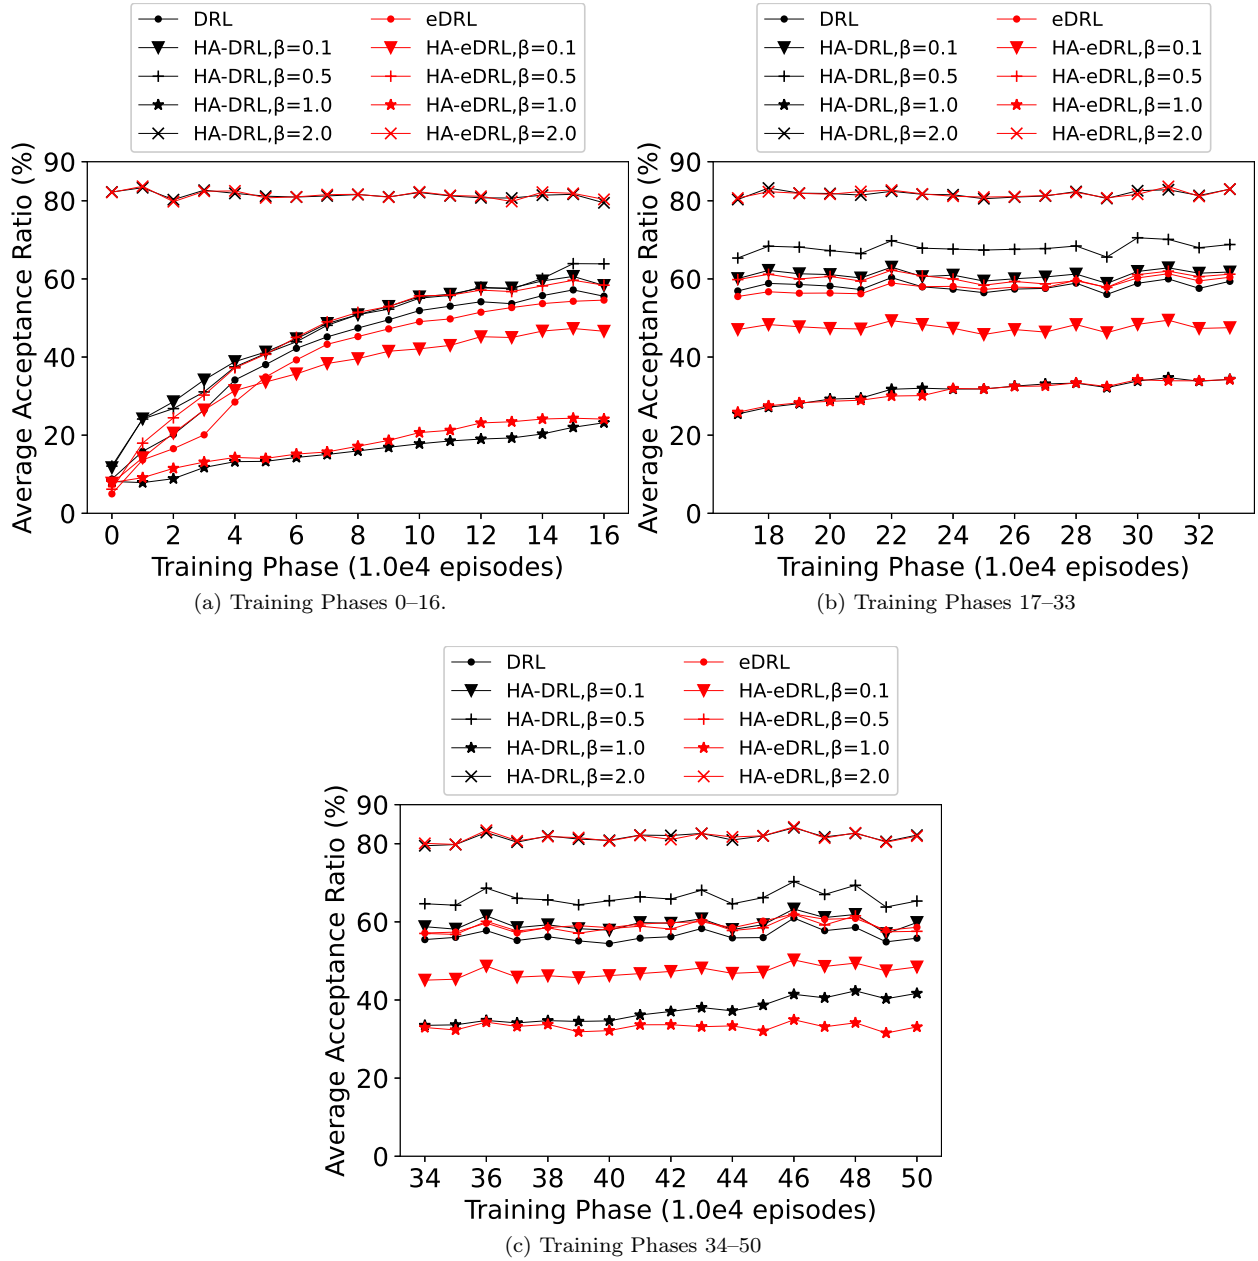 DRL eDRL
HA-DRL,β=0.1 HA-eDRL,β=0.1
HA-DRL,β=0.5 HA-eDRL,β=0.5
HA-DRL,β=1.0 HA-eDRL,β=1.0
HA-DRL,β=2.0 HA-eDRL,β=2.0
Average Acceptance Ratio (%)
90
80
60
40
20
0
0 2 4 6 8 10 12 14 16
Training Phase (1.0e4 episodes)
(a) Training Phases 0–16.
DRL eDRL
HA-DRL,β=0.1 HA-eDRL,β=0.1
HA-DRL,β=0.5 HA-eDRL,β=0.5
HA-DRL,β=1.0 HA-eDRL,β=1.0
HA-DRL,β=2.0 HA-eDRL,β=2.0
Average Acceptance Ratio (%)
90
80
60
40
20
0
18 20 22 24 26 28 30 32
Training Phase (1.0e4 episodes)
(b) Training Phases 17–33
DRL eDRL
HA-DRL,β=0.1 HA-eDRL,β=0.1
HA-DRL,β=0.5 HA-eDRL,β=0.5
HA-DRL,β=1.0 HA-eDRL,β=1.0
HA-DRL,β=2.0 HA-eDRL,β=2.0
Average Acceptance Ratio (%)
90
80
60
40
20
0
34 36 38 40 42 44 46 48 50
Training Phase (1.0e4 episodes)
(c) Training Phases 34–50